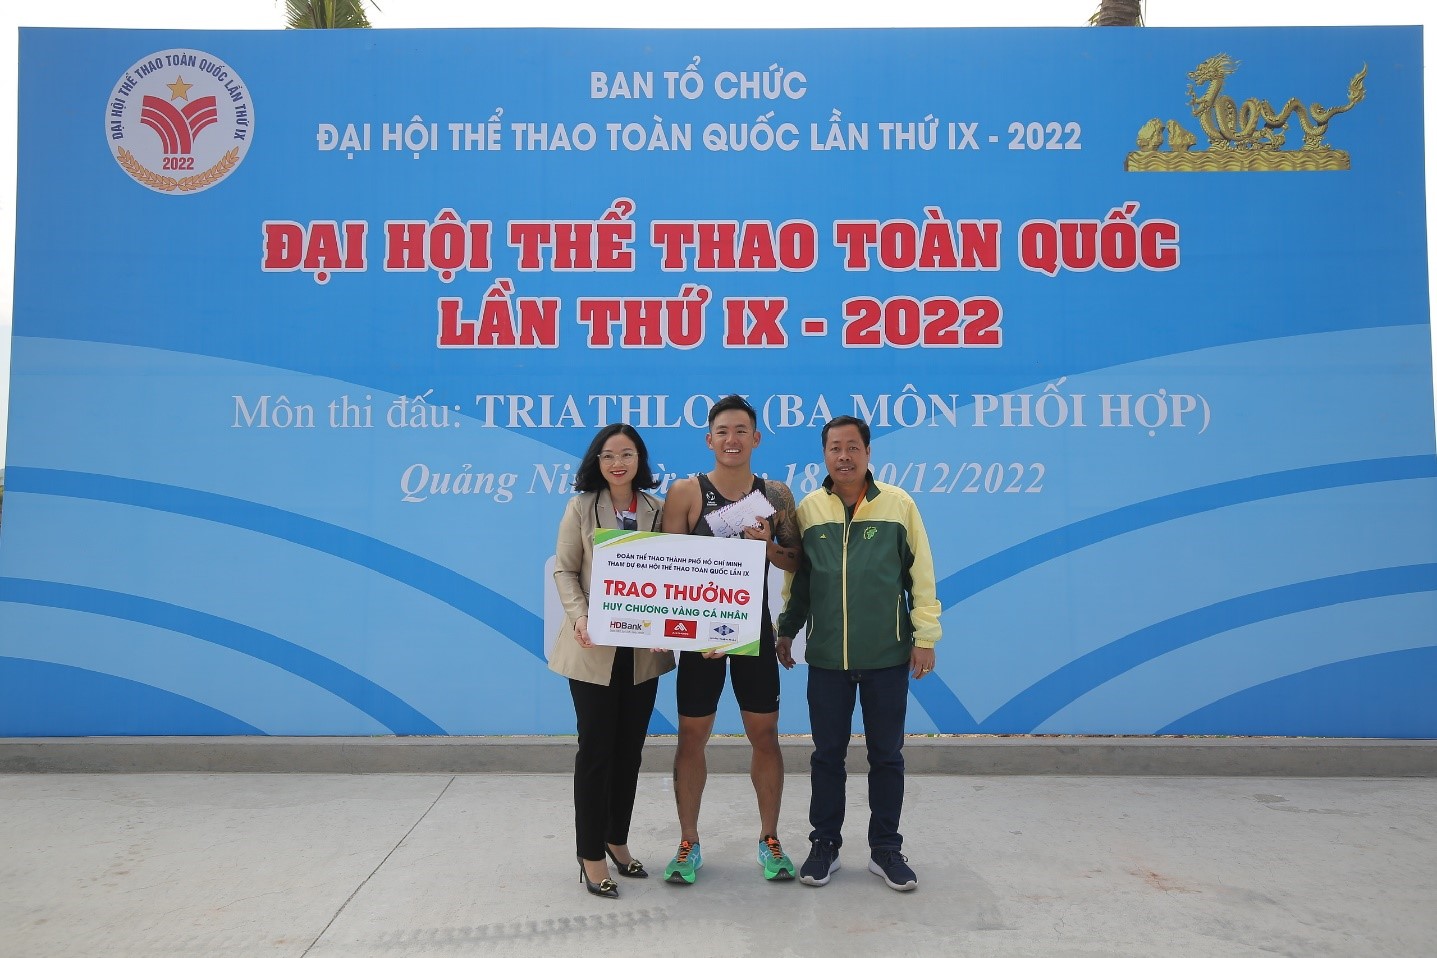 ĐẠI HỘI THỂ THAO TOÀN QUỐC LẦN THỨ IX
2022
BAN TỔ CHỨC
ĐẠI HỘI THỂ THAO TOÀN QUỐC LẦN THỨ IX - 2022
ĐẠI HỘI THỂ THAO TOÀN QUỐC
LẦN THỨ IX - 2022
Môn thi đấu: TRIATHLON (BA MÔN PHỐI HỢP)
Quảng Ninh 18 20/12/2022
ĐOÀN THỂ THAO THÀNH PHỐ HỒ CHÍ MINH
THAM DỰ ĐẠI HỘI THỂ THAO TOÀN QUỐC LẦN IX
TRAO THƯỞNG
HUY CHƯƠNG VÀNG CÁ NHÂN
HDBank